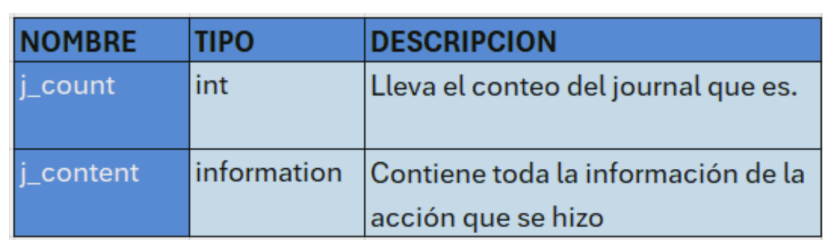 NOMBRE TIPO DESCRIPCION
j_count int Lleva el conteo del journal que es.
j_content information Contiene toda la información de la
acción que se hizo